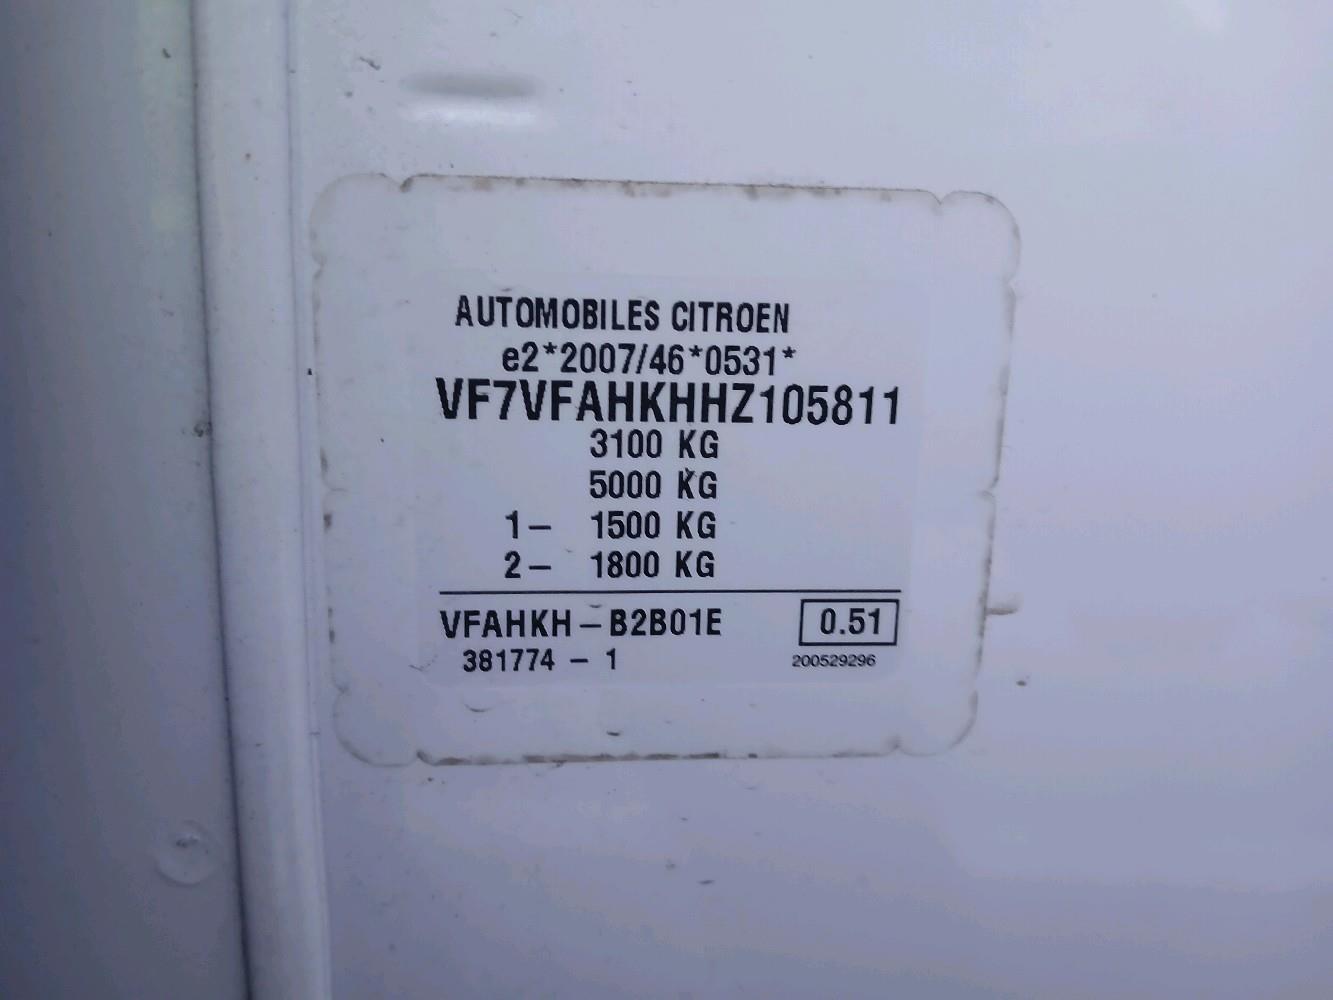 AUTOMOBILES CITROEN
e2*2007/46*0531*
VF7VFAHKHHZ105811
3100 KG
5000 KG
1– 1500 KG
2– 1800 KG
VFAHKH–B2B01E 0.51
381774 – 1 200529296